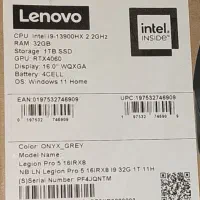 Lenovo
intel.
INSIDE™
CPU: Intel i9-13900HX 2.2GHz
RAM: 32GB
Storage: 1TB SSD
GPU: RTX4060
Display: 16.0" WQXGA
Battery: 4CELL
OS: Windows 11 Home
EAN:0197532746909
UPC:197532746909
Color: ONYX_GREY
Model Name:
Legion Pro 5 16IRX8
NB LN Legion Pro 5 16IRX8 I9 32G 1T 11H
(S)Serial Number: PF4JQNTM